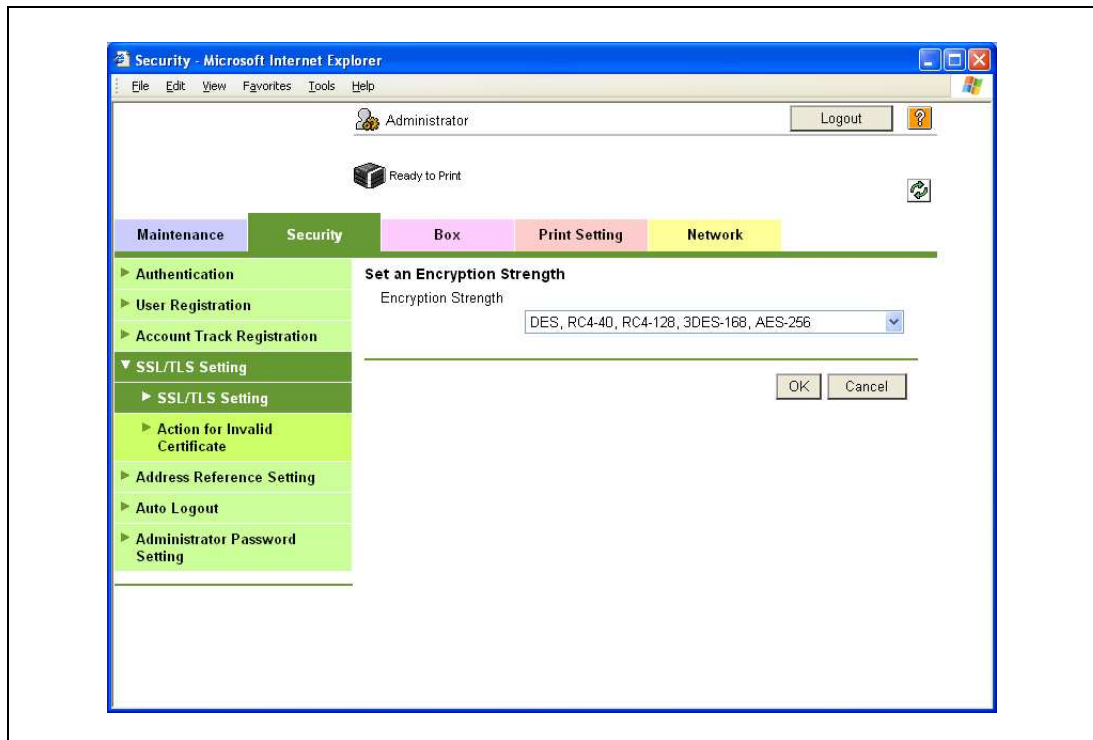 Security - Microsoft Internet Explorer
File Edit View Favorites Tools Help
Administrator
Logout
?
Ready to Print
Maintenance Security Box Print Setting Network
Authentication
User Registration
Account Track Registration
SSL/TLS Setting
SSL/TLS Setting
Action for Invalid
Certificate
Address Reference Setting
Auto Logout
Administrator Password
Setting
Set an Encryption Strength
Encryption Strength
DES, RC4-40, RC4-128, 3DES-168, AES-256
OK Cancel